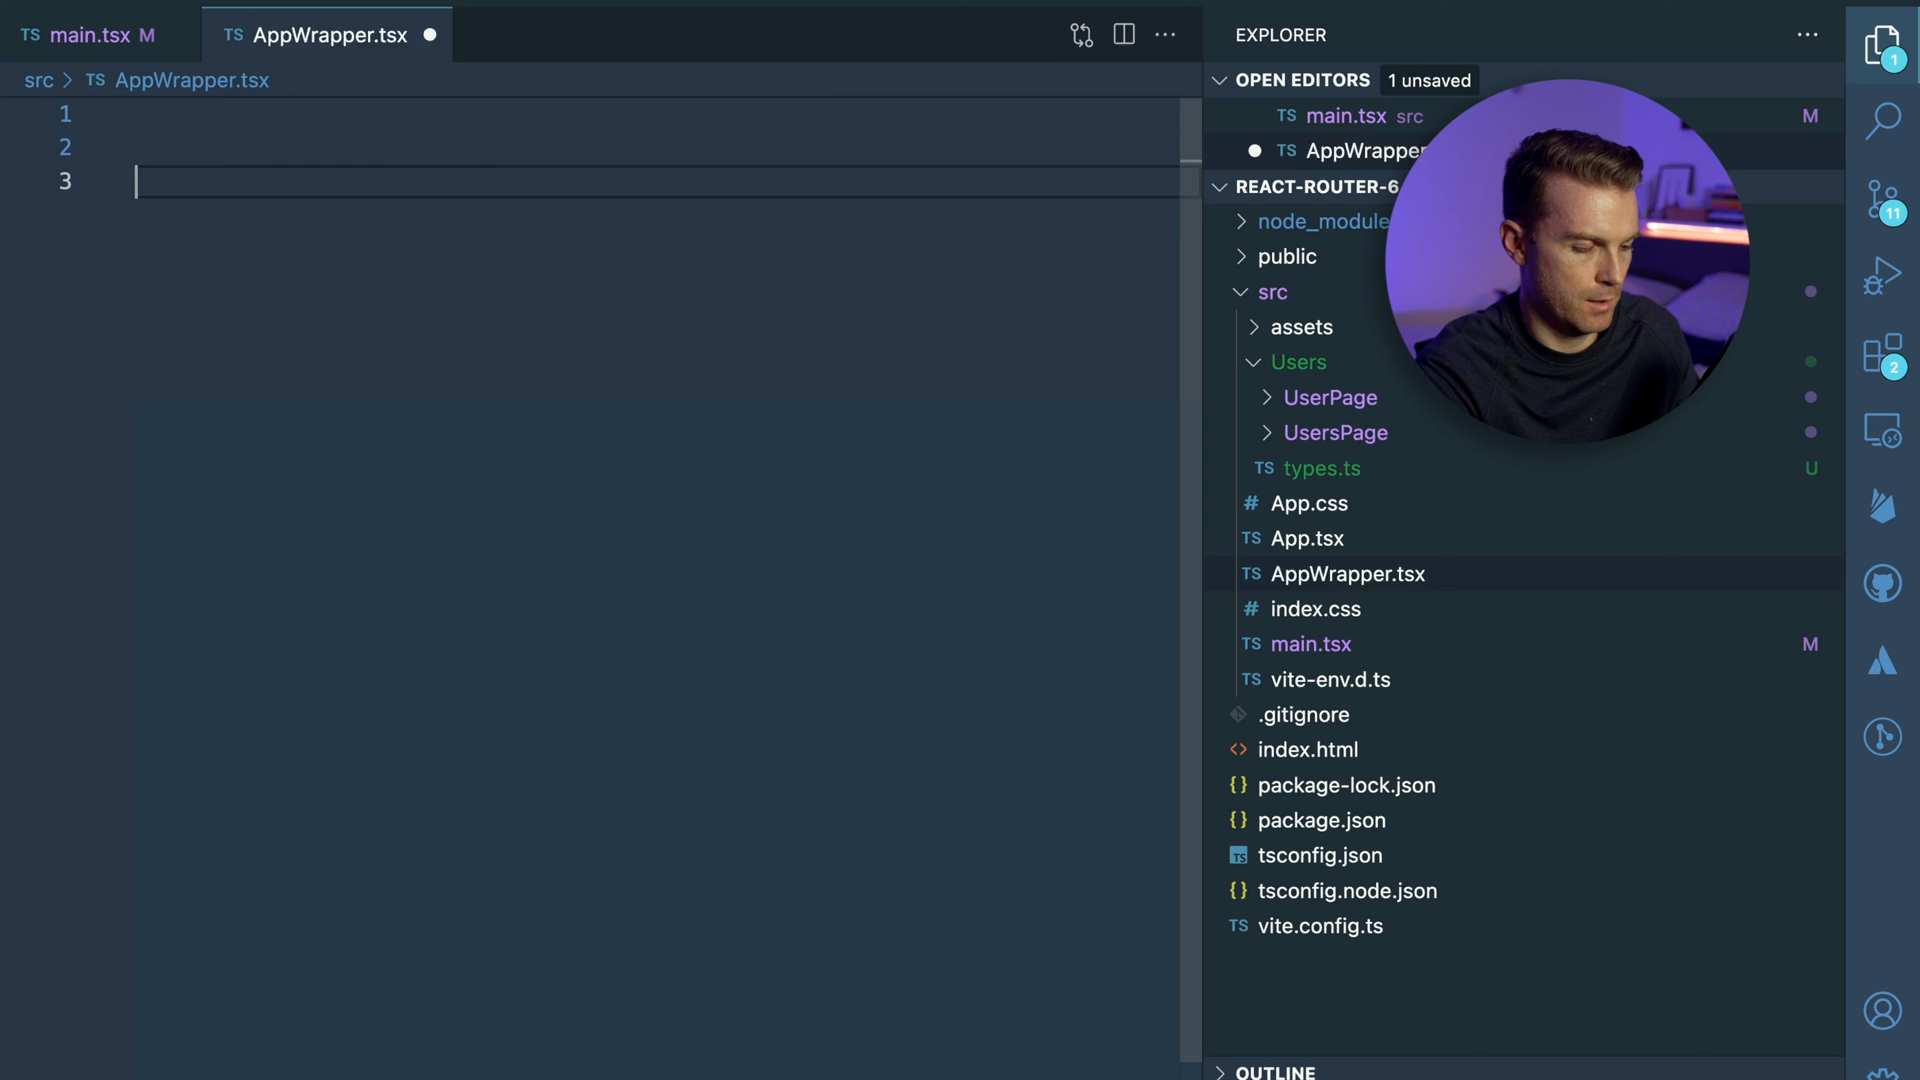 TS main.tsx M
TS AppWrapper.tsx
src > TS AppWrapper.tsx
1
2
3
EXPLORER
OPEN EDITORS 1 unsaved
TS main.tsx src M
TS AppWrapper
REACT-ROUTER-6
node_module
public
src
assets
Users
UserPage
UsersPage
TS types.ts U
# App.css
TS App.tsx
TS AppWrapper.tsx
# index.css
TS main.tsx M
TS vite-env.d.ts
.gitignore
<> index.html
{} package-lock.json
{} package.json
TS tsconfig.json
{} tsconfig.node.json
TS vite.config.ts
OUTLINE
1
11
2